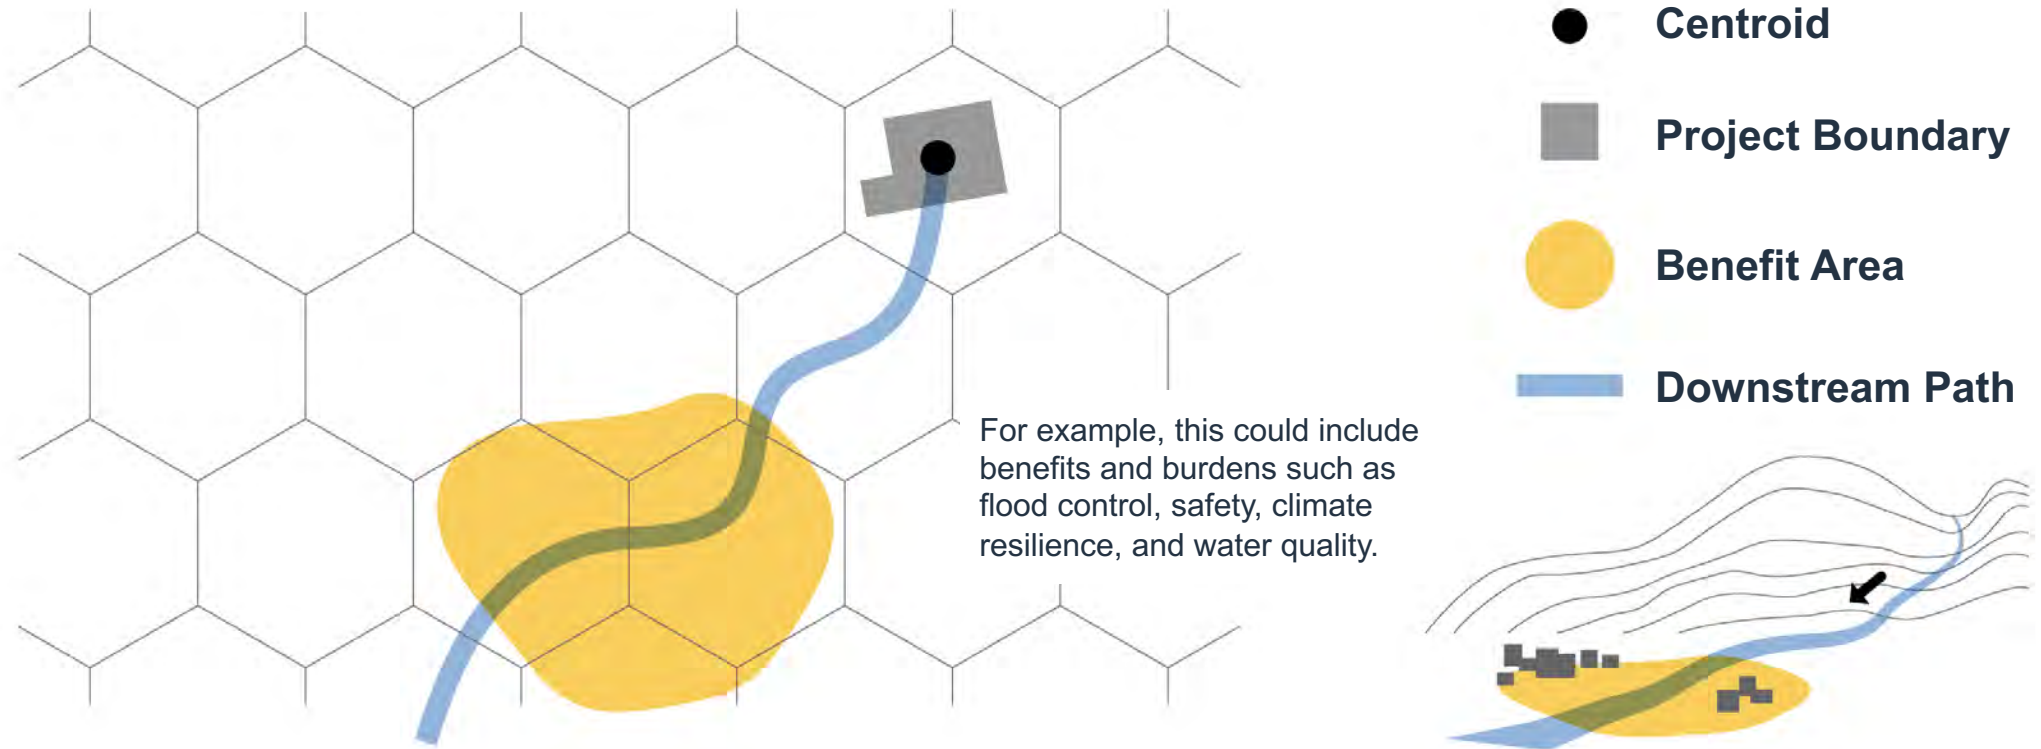 Centroid
Project Boundary
Benefit Area
Downstream Path
For example, this could include
benefits and burdens such as
flood control, safety, climate
resilience, and water quality.